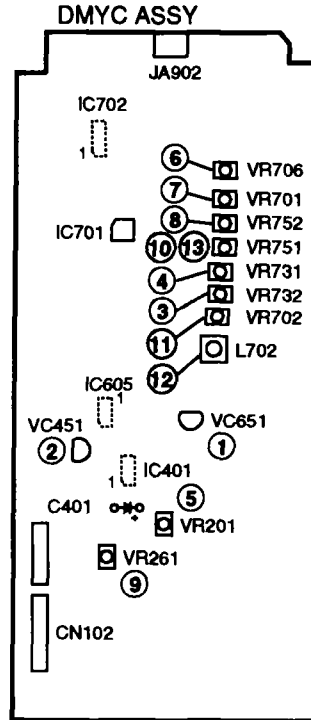 DMYC ASSY
JA902
IC702
1
6 VR706
7 VR701
8 VR752
IC701 10 13 VR751
4 VR731
3 VR732
11 VR702
12 L702
IC605
1
VC451 VC651
2 1
IC401
1
C401 5
+
VR201
VR261
9
CN102